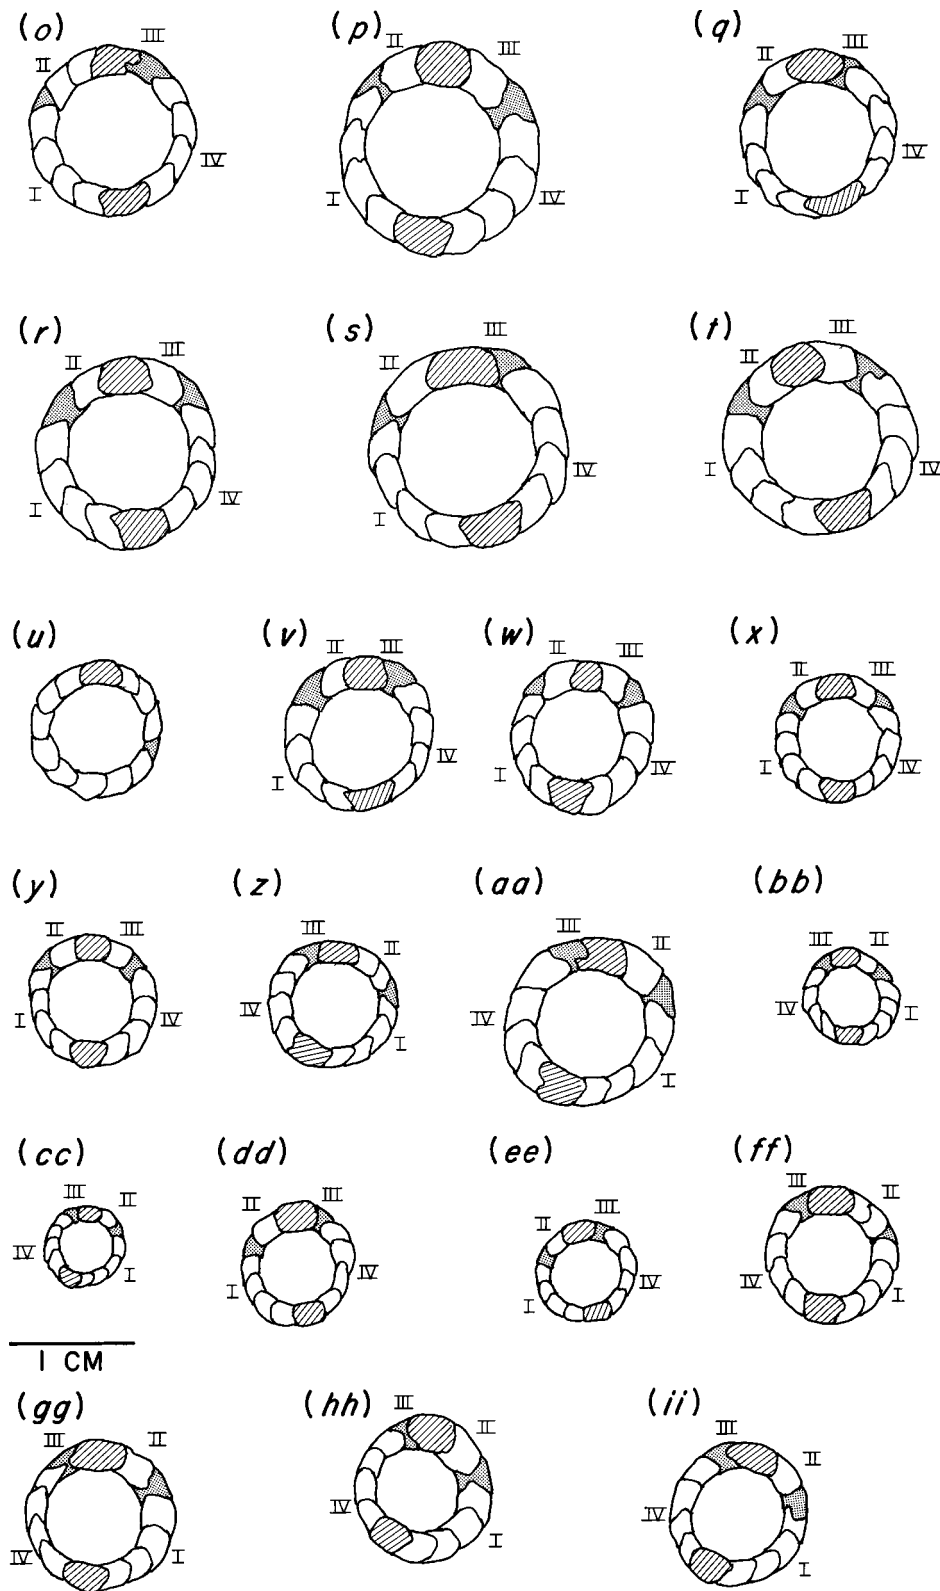 (o) II III I IV
(p) II III I IV
(q) II III I IV
(r) II III I IV
(s) II III I IV
(t) II III I IV
(u)
(v) II III I IV
(w) II III I IV
(x) II III I IV
(y) II III I IV
(z) III II IV I
(aa) III II IV I
(bb) III II IV I
(cc) III II IV I
(dd) II III I IV
(ee) II III I IV
(ff) III II IV I
1 CM
(gg) III II IV I
(hh) III II IV I
(ii) III II IV I